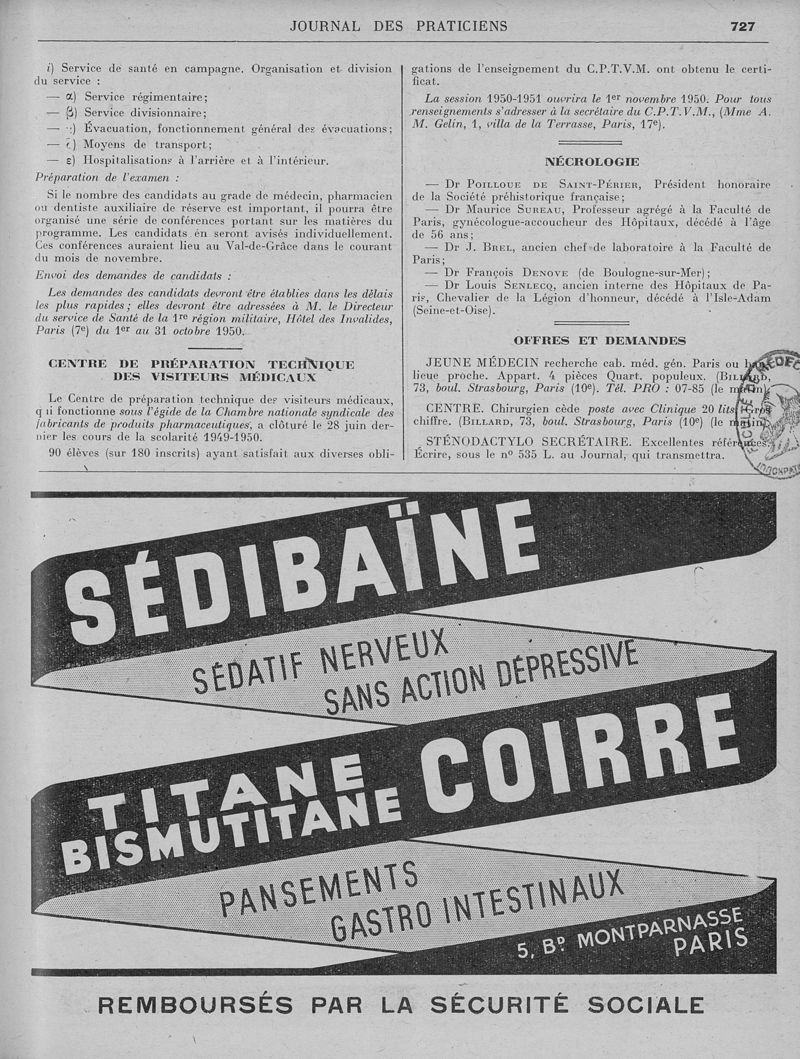 JOURNAL DES PRATICIENS 727
i) Service de santé en campagne. Organisation et division
du service :
— α) Service régimentaire;
— β) Service divisionnaire;
— Évacuation, fonctionnement général des évacuations;
— Moyens de transport;
— ε) Hospitalisations à l'arrière et à l'intérieur.
Préparation de l'examen :
Si le nombre des candidats au grade de médecin, pharmacien
ou dentiste auxiliaire de réserve est important, il pourra être
organisé une série de conférences portant sur les matières du
programme. Les candidats en seront avisés individuellement.
Ces conférences auraient lieu au Val-de-Grâce dans le courant
du mois de novembre.
Envoi des demandes de candidats :
Les demandes des candidats devront être établies dans les délais
les plus rapides ; elles devront être adressées à M. le Directeur
du service de Santé de la 1re région militaire, Hôtel des Invalides,
Paris (7e) du 1er au 31 octobre 1950.
CENTRE DE PRÉPARATION TECHNIQUE
DES VISITEURS MÉDICAUX
Le Centre de préparation technique des visiteurs médicaux,
qui fonctionne sous l'égide de la Chambre nationale syndicale des
fabricants de produits pharmaceutiques, a clôturé le 28 juin der-
nier les cours de la scolarité 1949-1950.
90 élèves (sur 180 inscrits) ayant satisfait aux diverses obli-
gations de l'enseignement du C.P.T.V.M. ont obtenu le certi-
ficat.
La session 1950-1951 ouvrira le 1er novembre 1950. Pour tous
renseignements s'adresser à la secrétaire du C.P.T.V.M., (Mme A.
M. Gelin, 1, villa de la Terrasse, Paris, 17e).
NÉCROLOGIE
— Dr POILLOUE DE SAINT-PÉRIER, Président honoraire
de la Société préhistorique française;
— Dr Maurice SUREAU, Professeur agrégé à la Faculté de
Paris, gynécologue-accoucheur des Hôpitaux, décédé à l'âge
de 56 ans;
— Dr J. BREL, ancien chef de laboratoire à la Faculté de
Paris;
— Dr François DENOVE (de Boulogne-sur-Mer);
— Dr Louis SENLECQ, ancien interne des Hôpitaux de Pa-
ris, Chevalier de la Légion d'honneur, décédé à l'Isle-Adam
(Seine-et-Oise).
OFFRES ET DEMANDES
JEUNE MÉDECIN recherche cab. méd. gén. Paris ou
lieue proche. Appart. 4 pièces Quart. populeux. (BILLARD,
73, boul. Strasbourg, Paris (10e). Tél. PRO : 07-85 (le matin).
CENTRE. Chirurgien cède poste avec Clinique 20 lits. Gros
chiffre. (BILLARD, 73, boul. Strasbourg, Paris (10e) (le matin).
STÉNODACTYLO SECRÉTAIRE. Excellentes références.
Écrire, sous le no 535 L. au Journal, qui transmettra.
SÉDIBAÏNE
SÉDATIF NERVEUX
SANS ACTION DÉPRESSIVE
TITANE
BISMUTITANE COIRRE
PANSEMENTS
GASTRO INTESTINAUX
5, BD. MONTPARNASSE
PARIS
REMBOURSÉS PAR LA SÉCURITÉ SOCIALE